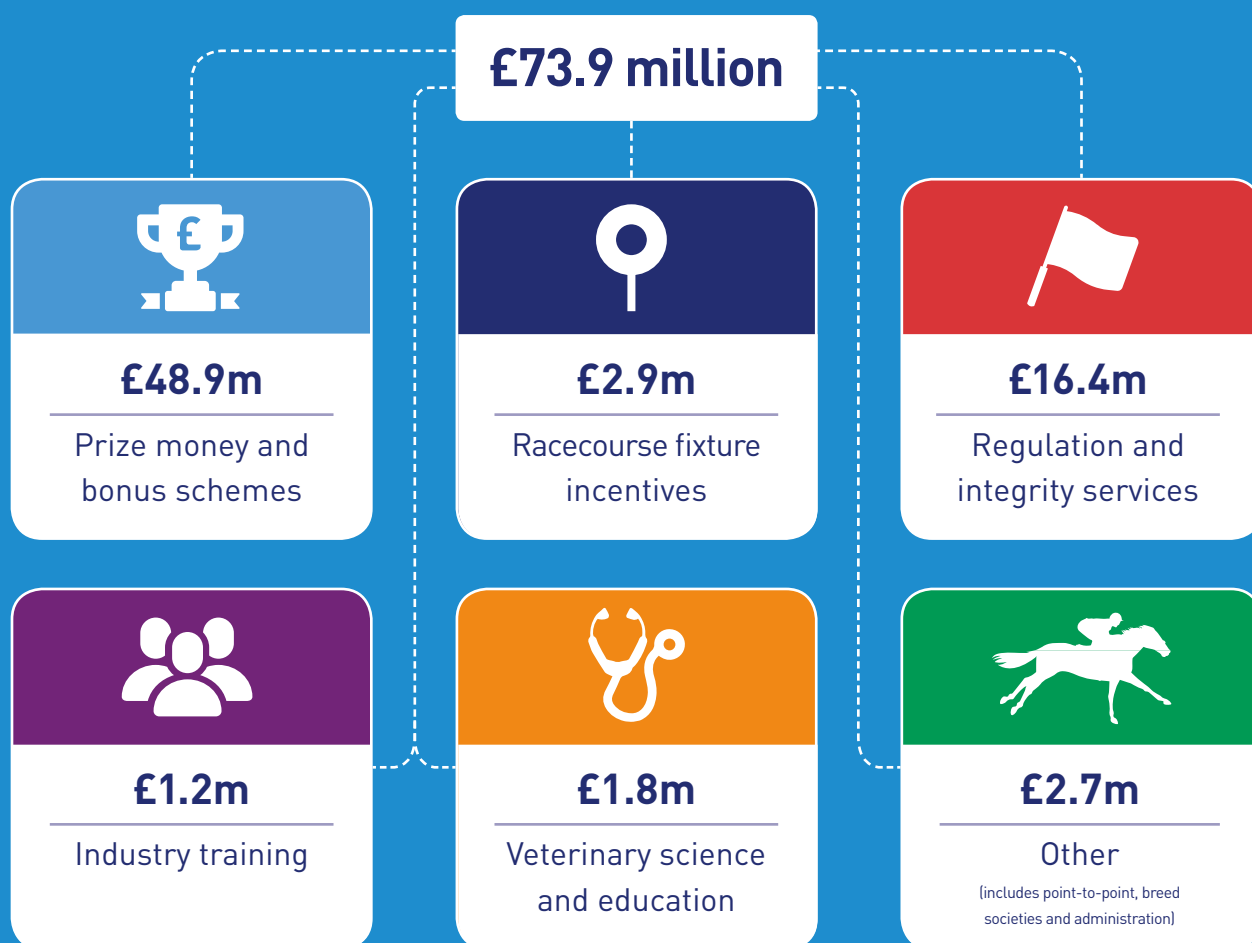 £73.9 million
£
£48.9m
Prize money and
bonus schemes
£2.9m
Racecourse fixture
incentives
£16.4m
Regulation and
integrity services
£1.2m
Industry training
£1.8m
Veterinary science
and education
£2.7m
Other
(includes point-to-point, breed
societies and administration)